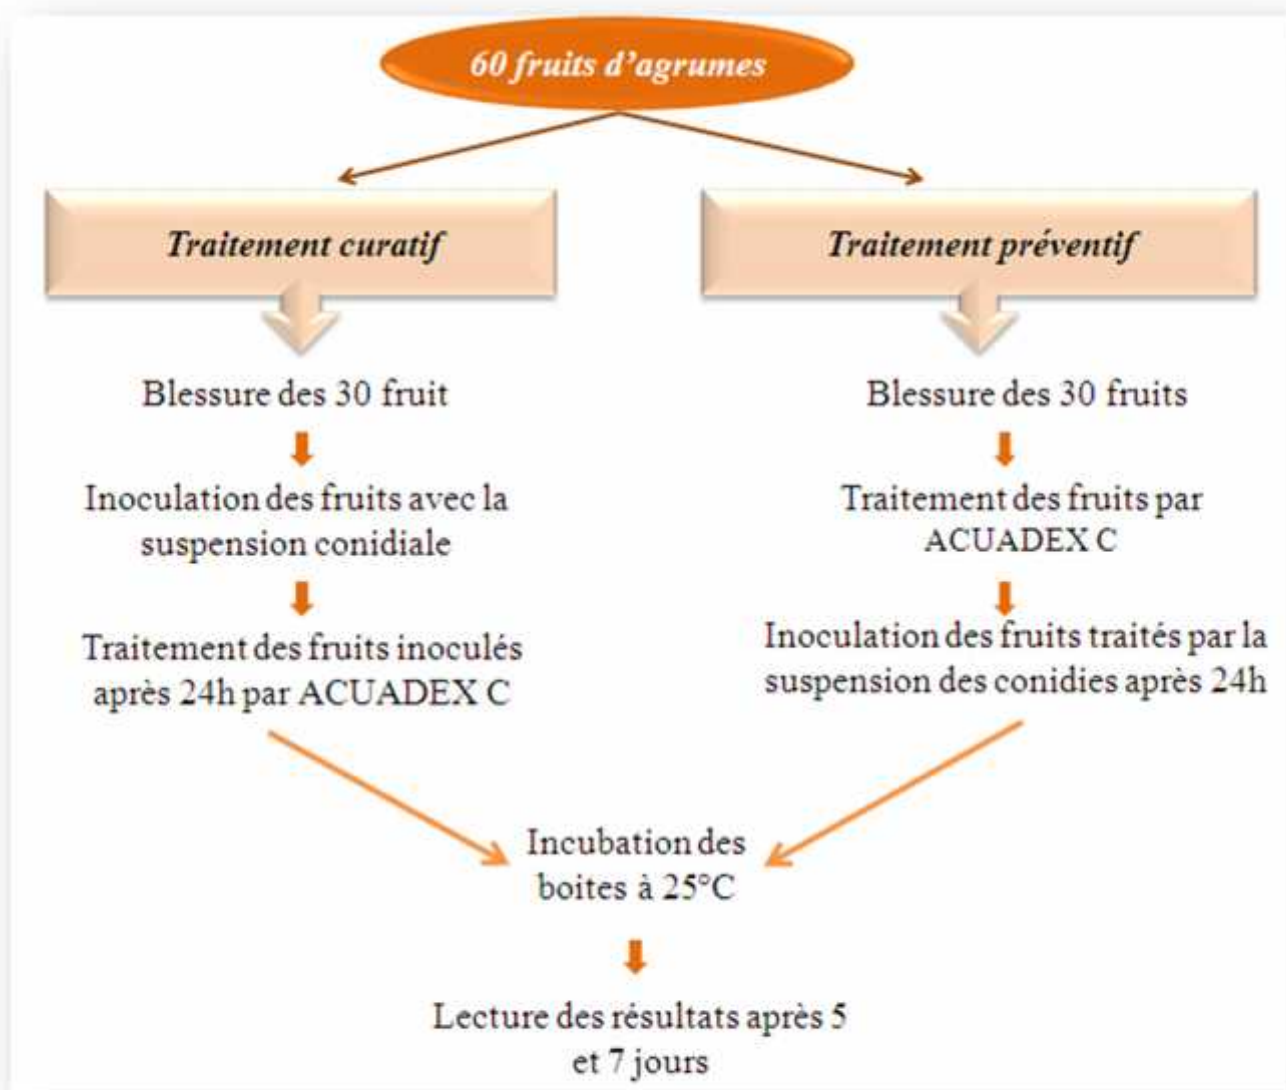 60 fruits d’agrumes
Traitement curatif
Blessure des 30 fruit
Inoculation des fruits avec la
suspension conidiale
Traitement des fruits inoculés
après 24h par ACUADEX C
Traitement préventif
Blessure des 30 fruits
Traitement des fruits par
ACUADEX C
Inoculation des fruits traités par la
suspension des conidies après 24h
Incubation des
boites à 25°C
Lecture des résultats après 5
et 7 jours